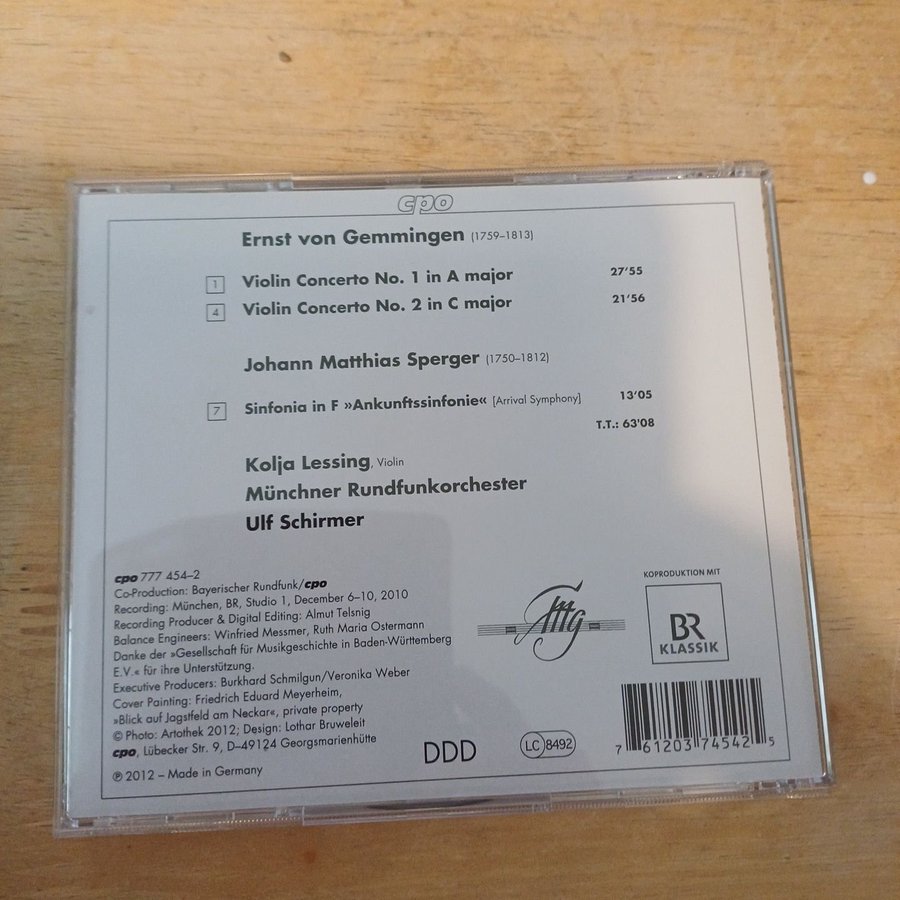 cpo
Ernst von Gemmingen (1759–1813)
1 Violin Concerto No. 1 in A major 27'55
4 Violin Concerto No. 2 in C major 21'56
Johann Matthias Sperger (1750–1812)
7 Sinfonia in F »Ankunftssinfonie« [Arrival Symphony] 13'05
T.T.: 63'08
Kolja Lessing, Violin
Münchner Rundfunkorchester
Ulf Schirmer
cpo 777 454–2
Co-Production: Bayerischer Rundfunk/cpo
Recording: München, BR, Studio 1, December 6–10, 2010
Recording Producer & Digital Editing: Almut Telsnig
Balance Engineers: Winfried Messmer, Ruth Maria Ostermann
Danke der »Gesellschaft für Musikgeschichte in Baden-Württemberg
E.V.« für ihre Unterstützung.
Executive Producers: Burkhard Schmilgun/Veronika Weber
Cover Painting: Friedrich Eduard Meyerheim,
»Blick auf Jagstfeld am Neckar«, private property
© Photo: Artothek 2012; Design: Lothar Bruweleit
cpo, Lübecker Str. 9, D–49124 Georgsmarienhütte
℗ 2012 – Made in Germany
DDD
LC 8492
KOPRODUKTION MIT
BR
KLASSIK
7 61203 74542 5